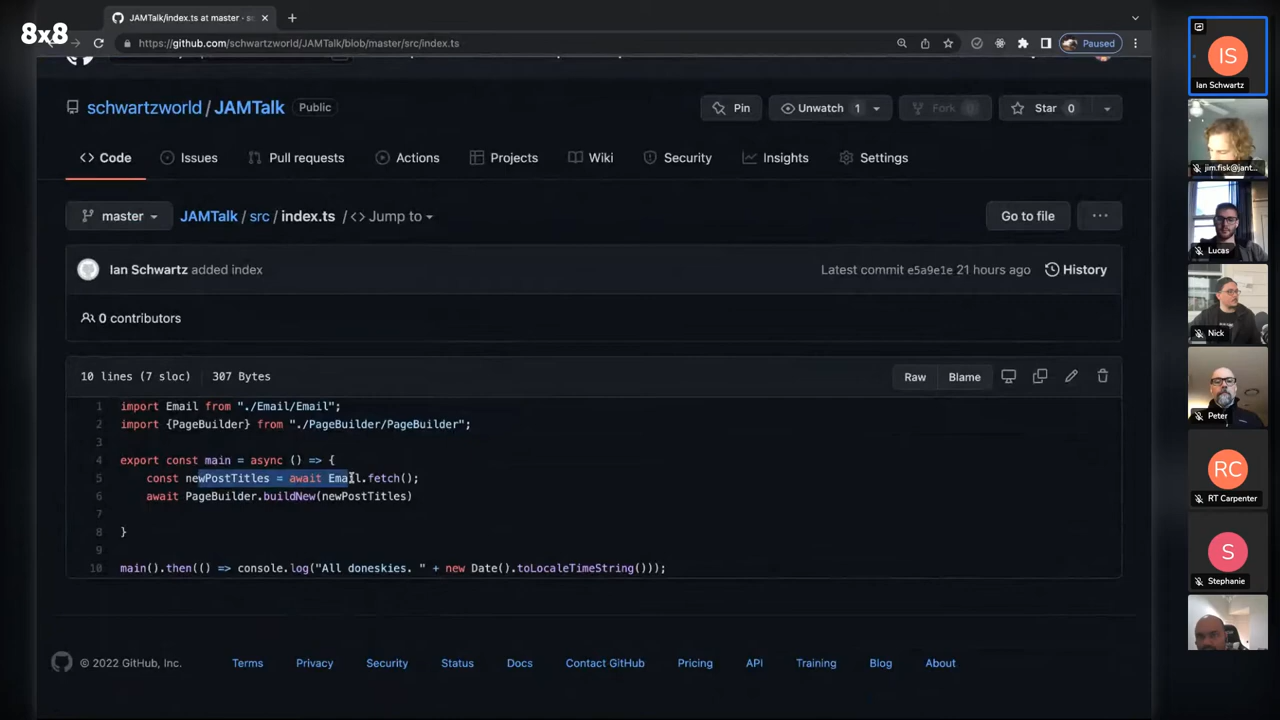 8x8
JAMTalk/index.ts at master · s
https://github.com/schwartzworld/JAMTalk/blob/master/src/index.ts
Paused
schwartzworld / JAMTalk Public
Pin
Unwatch 1
Fork 0
Star 0
Code
Issues
Pull requests
Actions
Projects
Wiki
Security
Insights
Settings
master
JAMTalk / src / index.ts / <> Jump to
Go to file
Ian Schwartz added index
Latest commit e5a9e1e 21 hours ago
History
0 contributors
10 lines (7 sloc) 307 Bytes
Raw
Blame
1 import Email from "./Email/Email";
2 import {PageBuilder} from "./PageBuilder/PageBuilder";
3
4 export const main = async () => {
5 const newPostTitles = await Email.fetch();
6 await PageBuilder.buildNew(newPostTitles)
7
8 }
9
10 main().then(() => console.log("All doneskies. " + new Date().toLocaleTimeString()));
© 2022 GitHub, Inc.
Terms
Privacy
Security
Status
Docs
Contact GitHub
Pricing
API
Training
Blog
About
IS
Ian Schwartz
jim.fisk@jant...
Lucas
Nick
Peter
RC
RT Carpenter
S
Stephanie